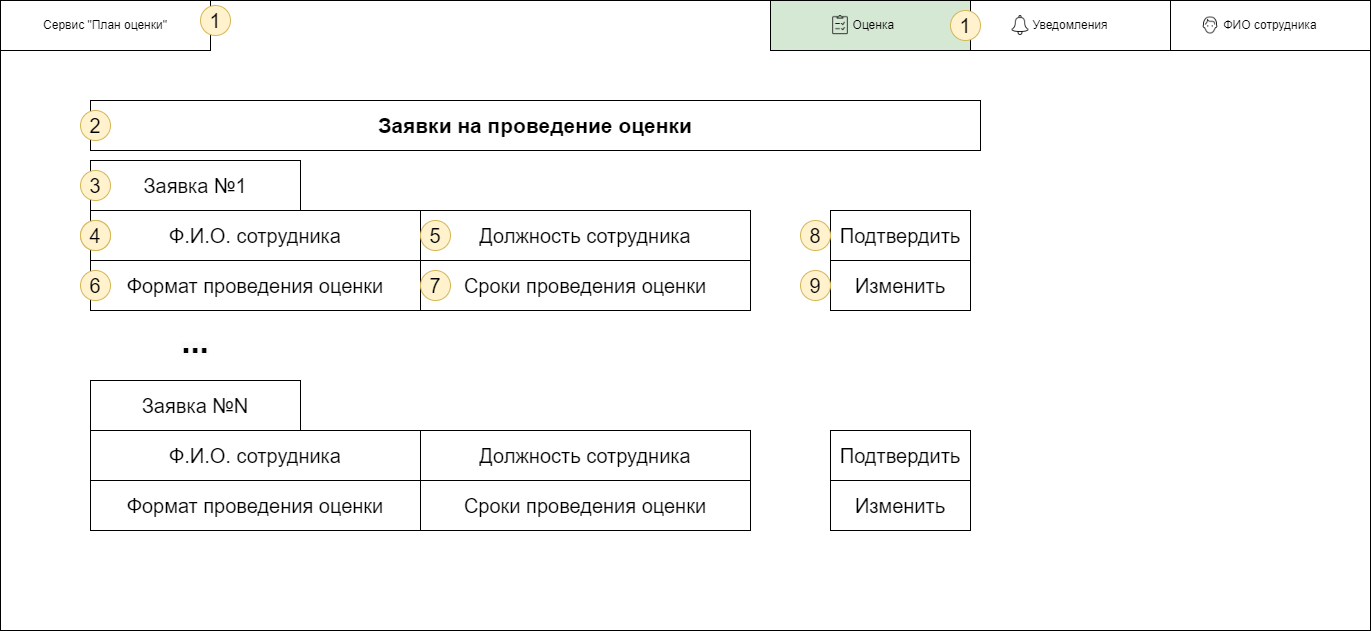 Сервис "План оценки"
1
Оценка
1
Уведомления
ФИО сотрудника
2
Заявки на проведение оценки
3
Заявка №1
4
Ф.И.О. сотрудника
5
Должность сотрудника
8
Подтвердить
6
Формат проведения оценки
7
Сроки проведения оценки
9
Изменить
...
Заявка №N
Ф.И.О. сотрудника
Должность сотрудника
Подтвердить
Формат проведения оценки
Сроки проведения оценки
Изменить